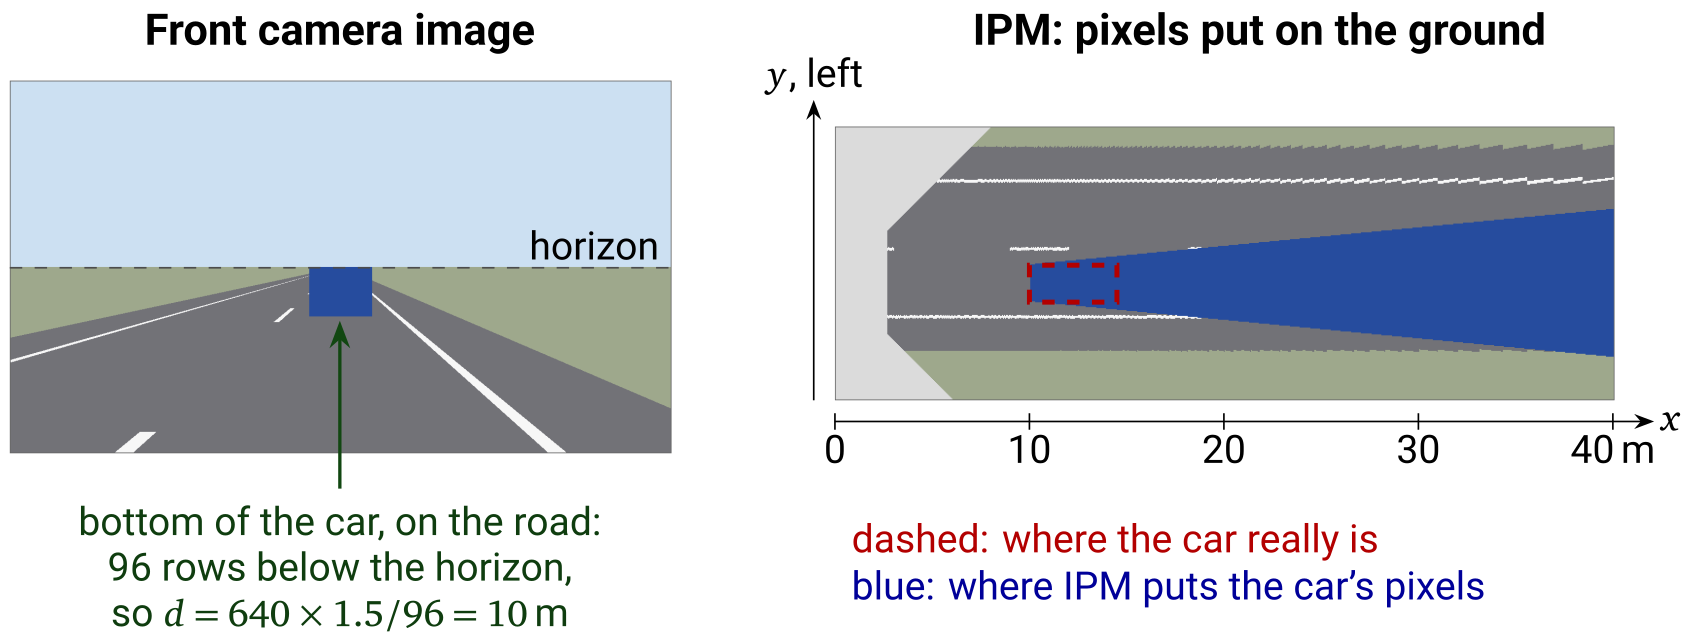 Front camera image
horizon
bottom of the car, on the road:
96 rows below the horizon,
so d = 640 × 1.5/96 = 10 m
IPM: pixels put on the ground
y, left
x
0 10 20 30 40 m
dashed: where the car really is
blue: where IPM puts the car’s pixels